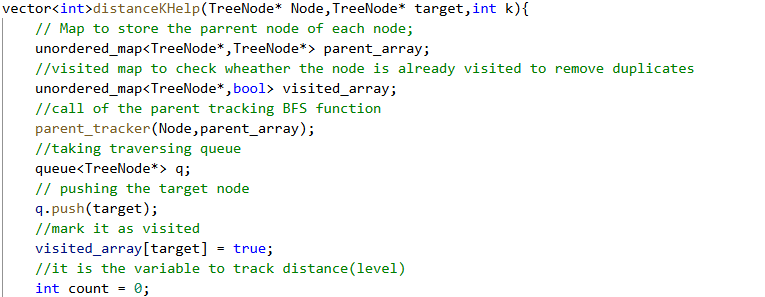 vector<int>distanceKHelp(TreeNode* Node,TreeNode* target,int k){
// Map to store the parrent node of each node;
unordered_map<TreeNode*,TreeNode*> parent_array;
//visited map to check wheather the node is already visited to remove duplicates
unordered_map<TreeNode*,bool> visited_array;
//call of the parent tracking BFS function
parent_tracker(Node,parent_array);
//taking traversing queue
queue<TreeNode*> q;
// pushing the target node
q.push(target);
//mark it as visited
visited_array[target] = true;
//it is the variable to track distance(level)
int count = 0;